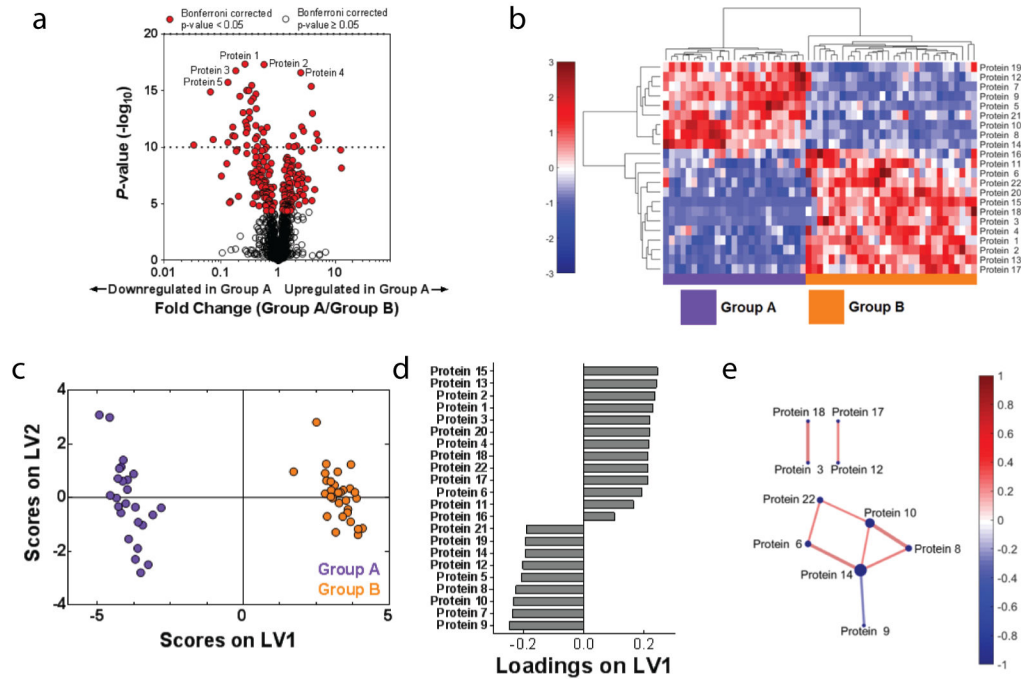 a
Bonferroni corrected
p-value < 0.05
Bonferroni corrected
p-value ≥ 0.05
20
15
10
5
0
P-value (-log10)
Protein 1
Protein 2
Protein 3
Protein 4
Protein 5
0.01
0.1
1.0
10
100
←Downregulated in Group A
Upregulated in Group A→
Fold Change (Group A/Group B)
b
3
2
1
0
-1
-2
-3
Protein 19
Protein 12
Protein 7
Protein 9
Protein 5
Protein 21
Protein 10
Protein 8
Protein 14
Protein 16
Protein 11
Protein 6
Protein 22
Protein 20
Protein 15
Protein 18
Protein 3
Protein 4
Protein 1
Protein 2
Protein 13
Protein 17
Group A
Group B
c
4
2
0
-2
-4
Scores on LV2
Group A
Group B
-5
0
5
Scores on LV1
d
Protein 15
Protein 13
Protein 2
Protein 1
Protein 3
Protein 20
Protein 4
Protein 18
Protein 22
Protein 17
Protein 6
Protein 11
Protein 16
Protein 21
Protein 19
Protein 14
Protein 12
Protein 5
Protein 8
Protein 10
Protein 7
Protein 9
-0.2
0.0
0.2
Loadings on LV1
e
Protein 18
Protein 17
Protein 3
Protein 12
Protein 22
Protein 10
Protein 6
Protein 8
Protein 14
Protein 9
1
0.8
0.6
0.4
0.2
0
-0.2
-0.4
-0.6
-0.8
-1